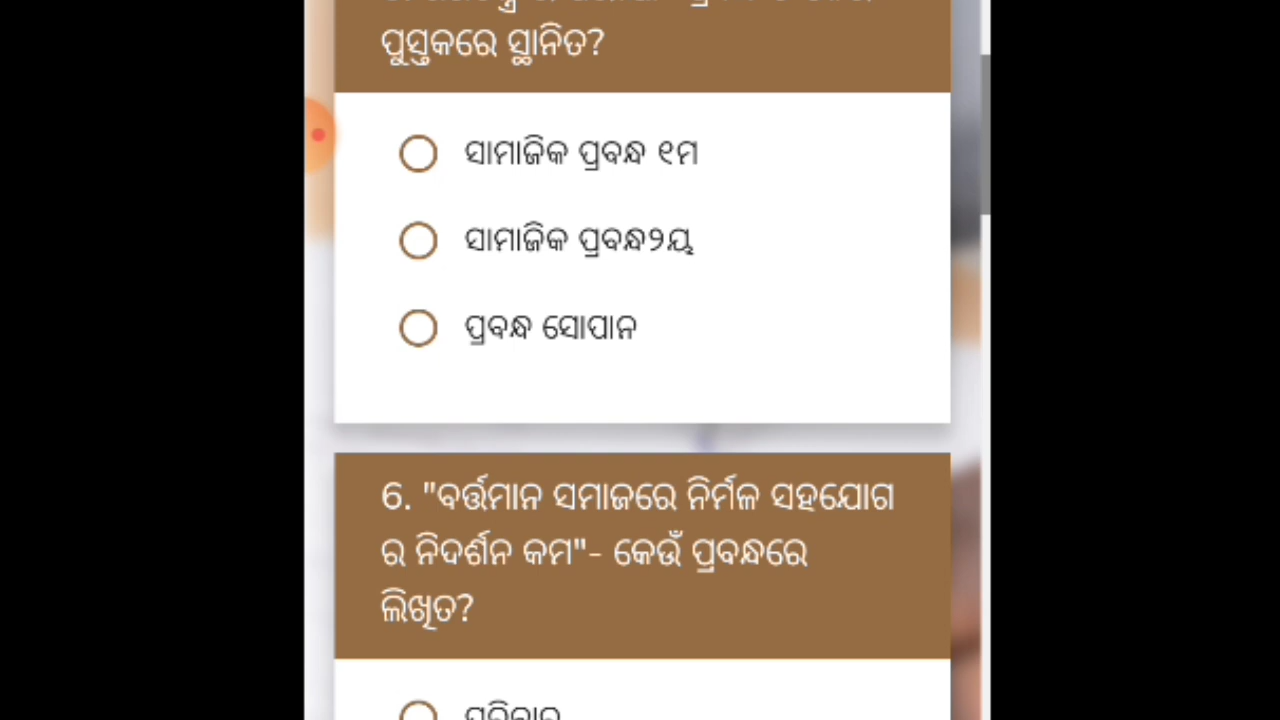 ପୁସ୍ତକରେ ସ୍ଥାନିତ?
ସାମାଜିକ ପ୍ରବନ୍ଧ ୧ମ
ସାମାଜିକ ପ୍ରବନ୍ଧ୨ୟ
ପ୍ରବନ୍ଧ ସୋପାନ
6. "ବର୍ତ୍ତମାନ ସମାଜରେ ନିର୍ମଳ ସହଯୋଗ
ର ନିଦର୍ଶନ କମ"- କେଉଁ ପ୍ରବନ୍ଧରେ
ଲିଖିତ?